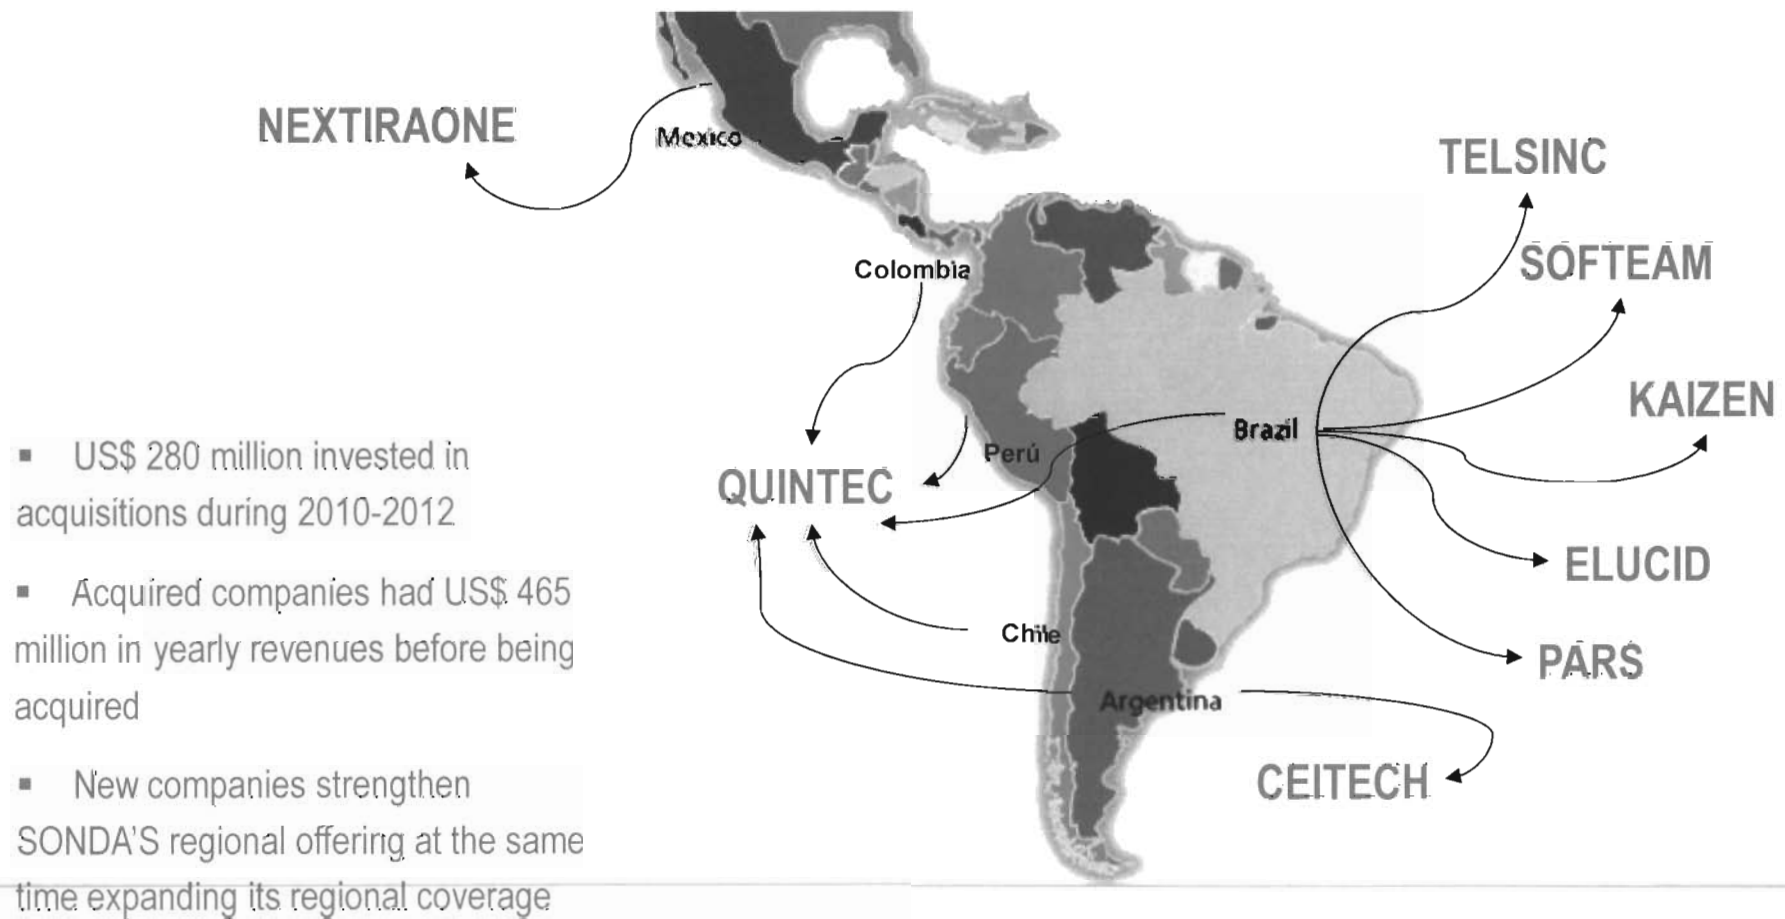 NEXTIRAONE
Mexico
TELSINC
SOFTEAM
Colombia
KAIZEN
Brazil
Perú
QUINTEC
▪ US$ 280 million invested in
acquisitions during 2010-2012
ELUCID
▪ Acquired companies had US$ 465
million in yearly revenues before being
acquired
Chile
PARS
Argentina
CEITECH
▪ New companies strengthen
SONDA'S regional offering at the same
time expanding its regional coverage